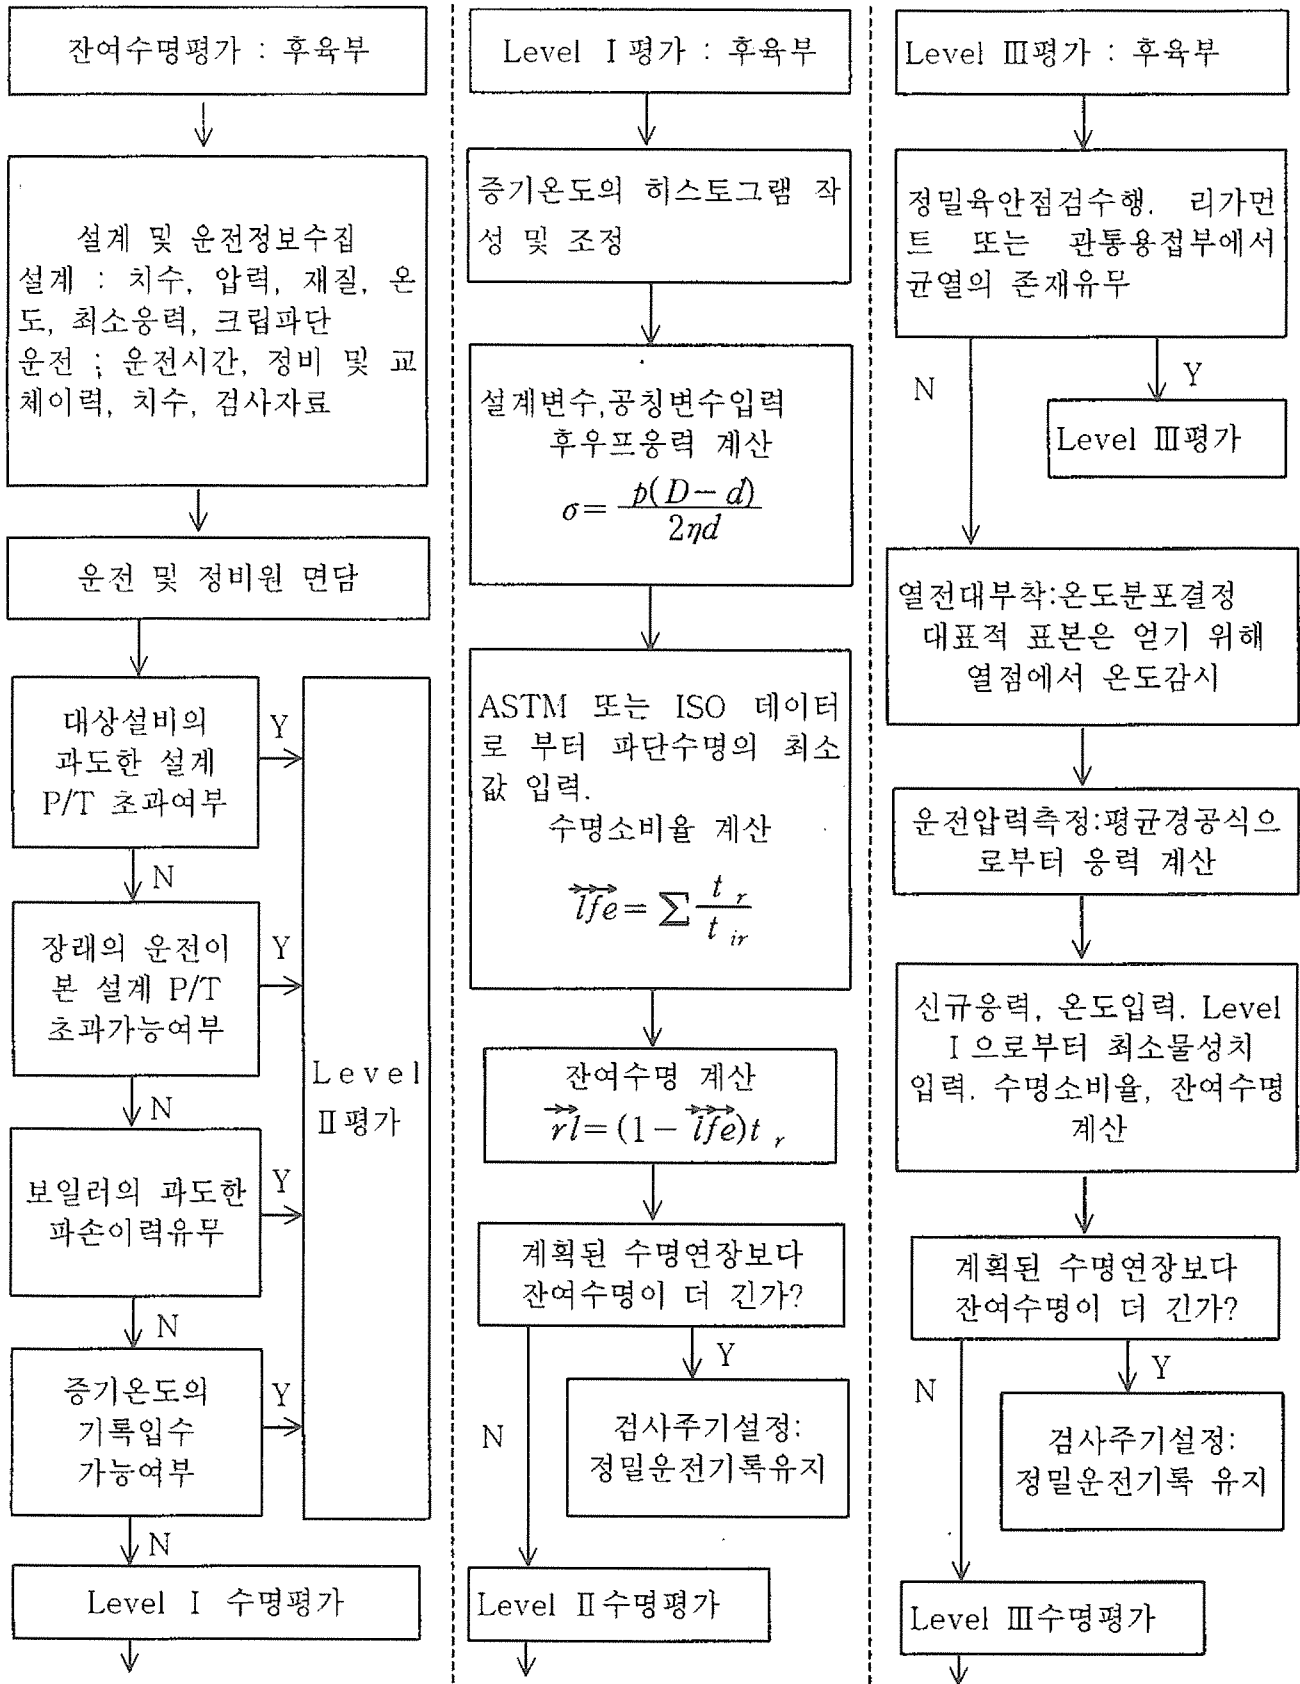 잔여수명평가 : 후육부
설계 및 운전정보수집
설계 : 치수, 압력, 재질, 온
도, 최소응력, 크립파단
운전 ; 운전시간, 정비 및 교
체이력, 치수, 검사자료
운전 및 정비원 면담
대상설비의
과도한 설계
P/T 초과여부
Y
N
장래의 운전이
본 설계 P/T
초과가능여부
Y
N
보일러의 과도한
파손이력유무
Y
N
증기온도의
기록입수
가능여부
Y
N
Level
Ⅱ평가
Level Ⅰ 수명평가
Level Ⅰ평가 : 후육부
증기온도의 히스토그램 작
성 및 조정
설계변수,공칭변수입력
후우프응력 계산
σ= p(D-d) / 2ηd
ASTM 또는 ISO 데이터
로 부터 파단수명의 최소
값 입력.
수명소비율 계산
lfe = ∑ t r / t ir
잔여수명 계산
rl=(1- lfe)t r
계획된 수명연장보다
잔여수명이 더 긴가?
Y
N
검사주기설정:
정밀운전기록유지
Level Ⅱ수명평가
Level Ⅲ평가 : 후육부
정밀육안점검수행. 리가먼
트 또는 관통용접부에서
균열의 존재유무
N
Y
Level Ⅲ평가
열전대부착:온도분포결정
대표적 표본은 얻기 위해
열점에서 온도감시
운전압력측정:평균경공식으
로부터 응력 계산
신규응력, 온도입력. Level
Ⅰ으로부터 최소물성치
입력. 수명소비율, 잔여수명
계산
계획된 수명연장보다
잔여수명이 더 긴가?
Y
N
검사주기설정:
정밀운전기록 유지
Level Ⅲ수명평가